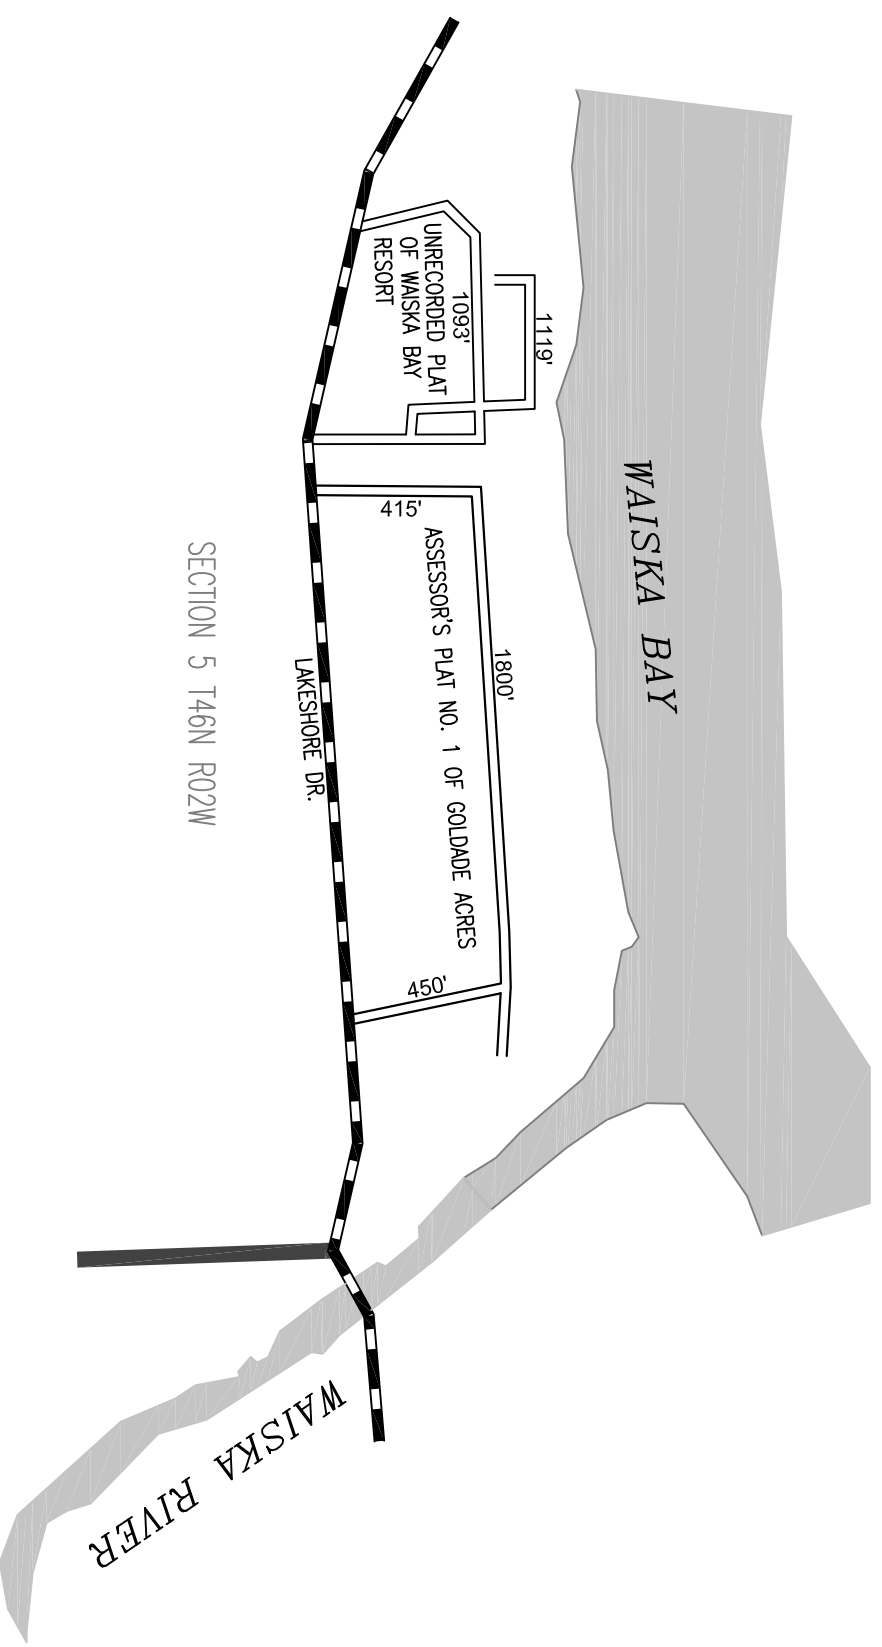 WAISKA BAY
1119'
1093'
UNRECORDED PLAT
OF WAISKA BAY
RESORT
1800'
415'
ASSESSOR'S PLAT NO. 1 OF GOLDADE ACRES
450'
LAKESHORE DR.
SECTION 5 T46N R02W
WAISKA RIVER